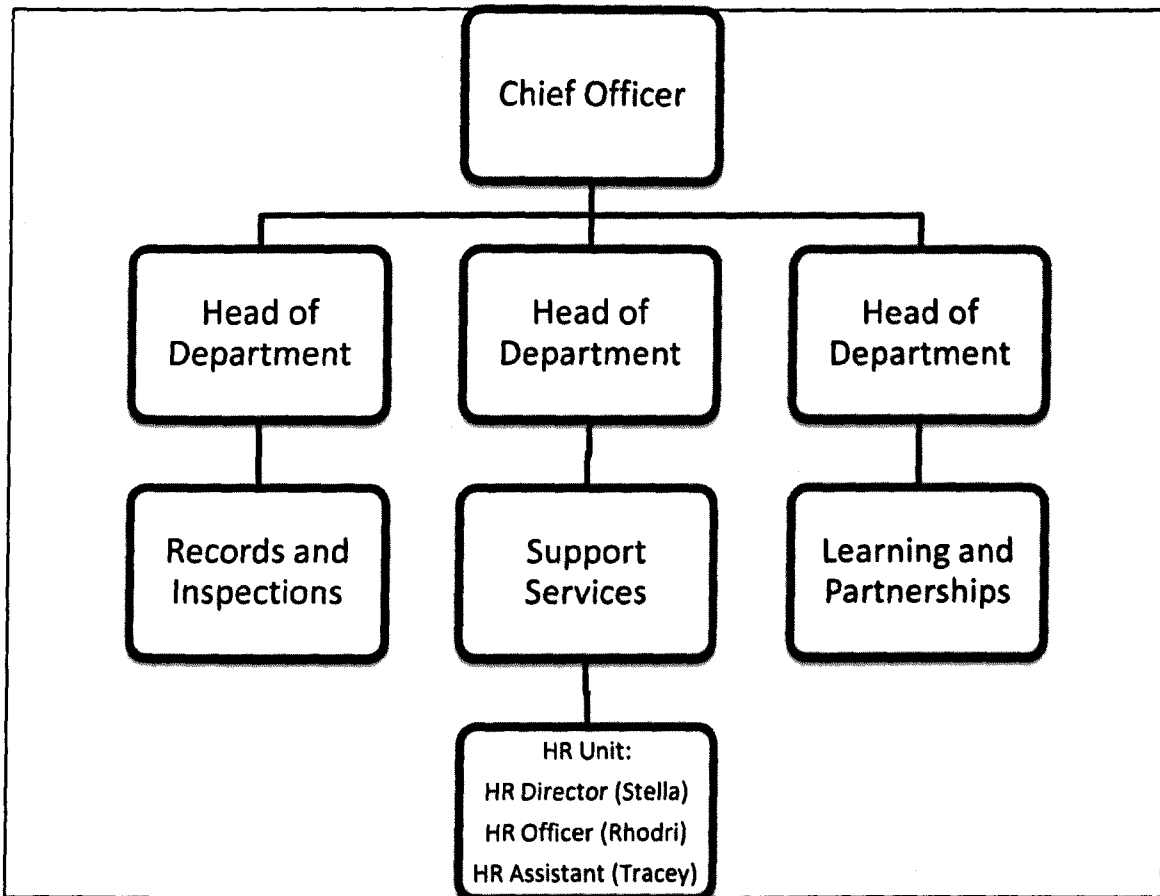 Chief Officer
Head of
Department
Head of
Department
Head of
Department
Records and
Inspections
Support
Services
Learning and
Partnerships
HR Unit:
HR Director (Stella)
HR Officer (Rhodri)
HR Assistant (Tracey)